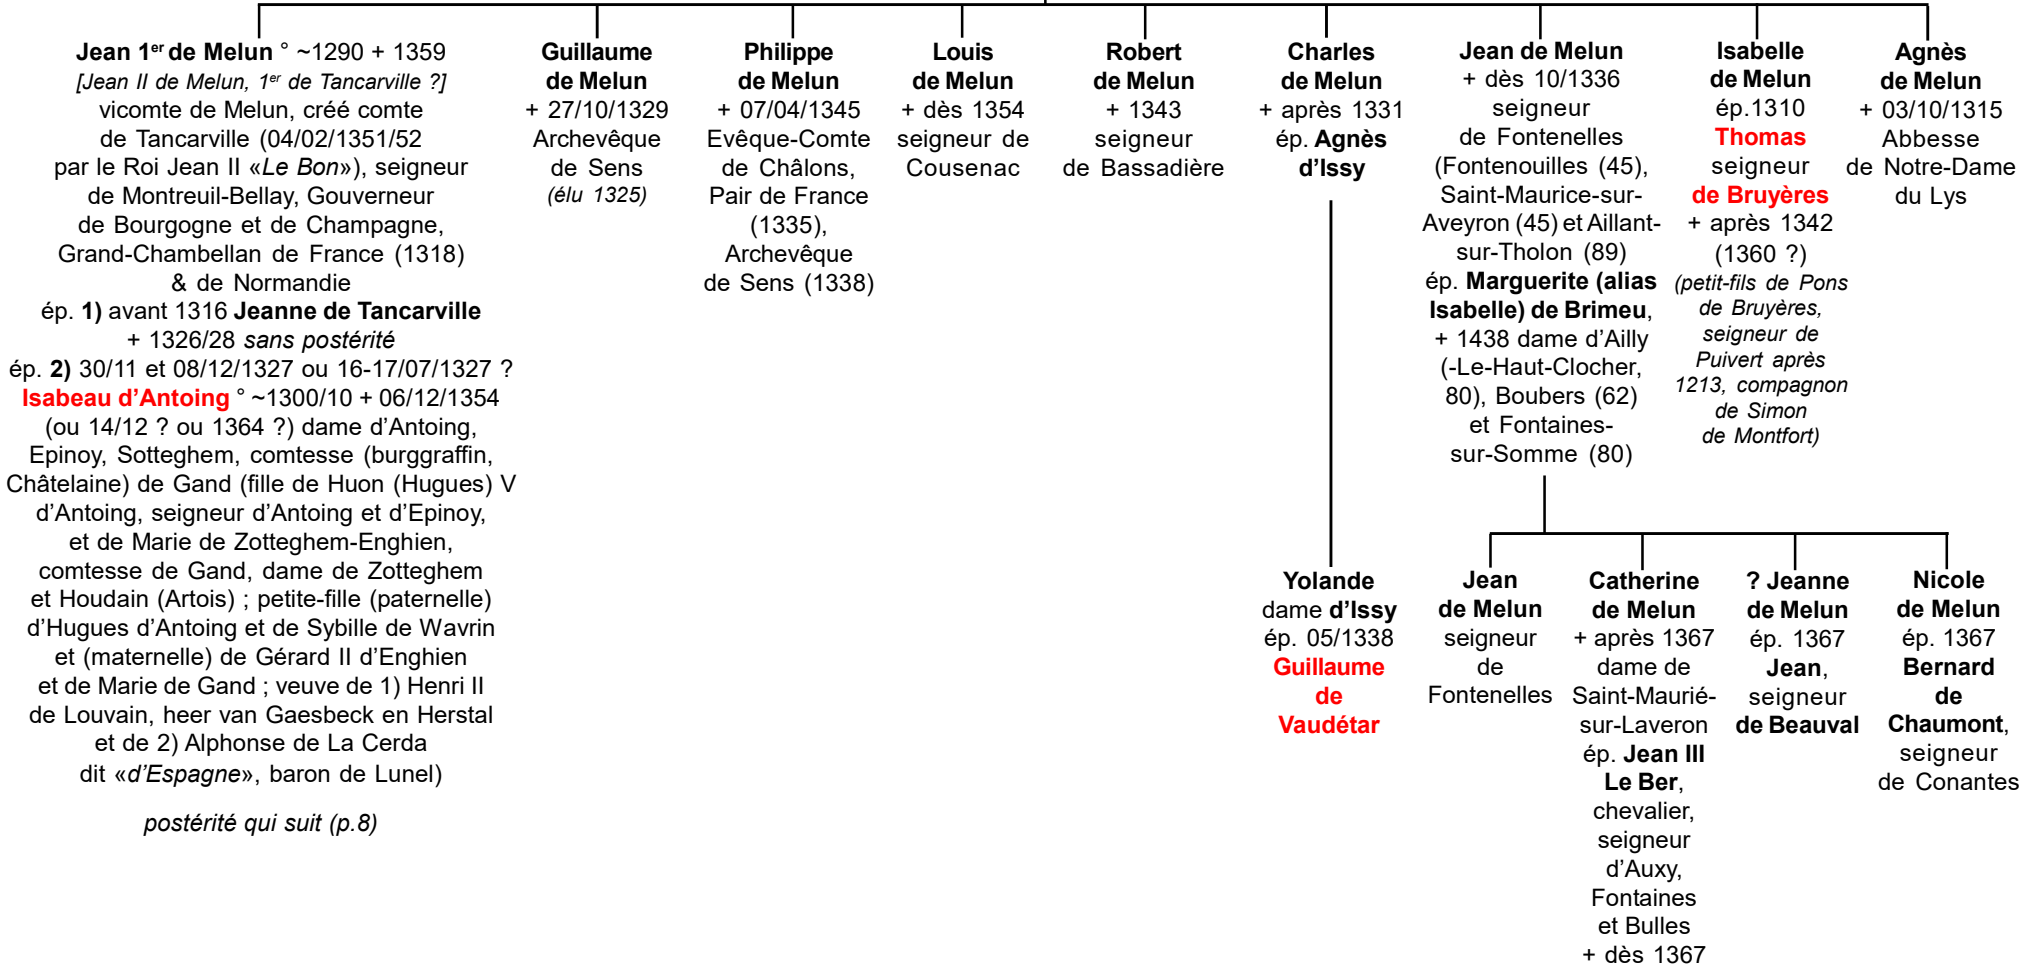 Jean 1er de Melun ° ~1290 + 1359
[Jean II de Melun, 1er de Tancarville ?]
vicomte de Melun, créé comte
de Tancarville (04/02/1351/52
par le Roi Jean II «Le Bon»), seigneur
de Montreuil-Bellay, Gouverneur
de Bourgogne et de Champagne,
Grand-Chambellan de France (1318)
& de Normandie
ép. 1) avant 1316 Jeanne de Tancarville
+ 1326/28 sans postérité
ép. 2) 30/11 et 08/12/1327 ou 16-17/07/1327 ?
Isabeau d’Antoing ° ~1300/10 + 06/12/1354
(ou 14/12 ? ou 1364 ?) dame d’Antoing,
Epinoy, Sotteghem, comtesse (burggraffin,
Châtelaine) de Gand (fille de Huon (Hugues) V
d’Antoing, seigneur d’Antoing et d’Epinoy,
et de Marie de Zotteghem-Enghien,
comtesse de Gand, dame de Zotteghem
et Houdain (Artois) ; petite-fille (paternelle)
d’Hugues d’Antoing et de Sybille de Wavrin
et (maternelle) de Gérard II d’Enghien
et de Marie de Gand ; veuve de 1) Henri II
de Louvain, heer van Gaesbeck en Herstal
et de 2) Alphonse de La Cerda
dit «d’Espagne», baron de Lunel)
postérité qui suit (p.8)
Guillaume
de Melun
+ 27/10/1329
Archevêque
de Sens
(élu 1325)
Philippe
de Melun
+ 07/04/1345
Evêque-Comte
de Châlons,
Pair de France
(1335),
Archevêque
de Sens (1338)
Louis
de Melun
+ dès 1354
seigneur de
Cousenac
Robert
de Melun
+ 1343
seigneur
de Bassadière
Charles
de Melun
+ après 1331
ép. Agnès
d’Issy
Jean de Melun
+ dès 10/1336
seigneur
de Fontenelles
(Fontenouilles (45),
Saint-Maurice-sur-
Aveyron (45) et Aillant-
sur-Tholon (89)
ép. Marguerite (alias
Isabelle) de Brimeu,
+ 1438 dame d’Ailly
(-Le-Haut-Clocher,
80), Boubers (62)
et Fontaines-
sur-Somme (80)
Isabelle
de Melun
ép.1310
Thomas
seigneur
de Bruyères
+ après 1342
(1360 ?)
(petit-fils de Pons
de Bruyères,
seigneur de
Puivert après
1213, compagnon
de Simon
de Montfort)
Agnès
de Melun
+ 03/10/1315
Abbesse
de Notre-Dame
du Lys
Yolande
dame d’Issy
ép. 05/1338
Guillaume
de
Vaudétar
Jean
de Melun
seigneur
de
Fontenelles
Catherine
de Melun
+ après 1367
dame de
Saint-Maurié-
sur-Laveron
ép. Jean III
Le Ber,
chevalier,
seigneur
d’Auxy,
Fontaines
et Bulles
+ dès 1367
? Jeanne
de Melun
ép. 1367
Jean,
seigneur
de Beauval
Nicole
de Melun
ép. 1367
Bernard
de
Chaumont,
seigneur
de Conantes